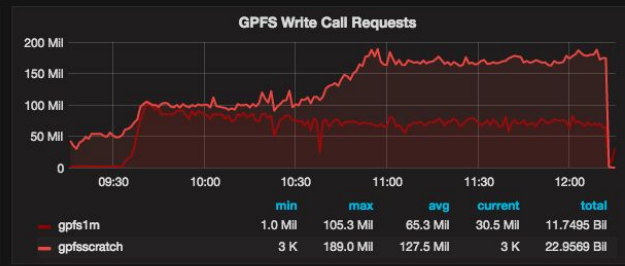 GPFS Write Call Requests
200 Mil
150 Mil
100 Mil
50 Mil
0
09:30 10:00 10:30 11:00 11:30 12:00
min max avg current total
gpfs1m 1.0 Mil 105.3 Mil 65.3 Mil 30.5 Mil 11.7495 Bil
gpfsscratch 3 K 189.0 Mil 127.5 Mil 3 K 22.9569 Bil